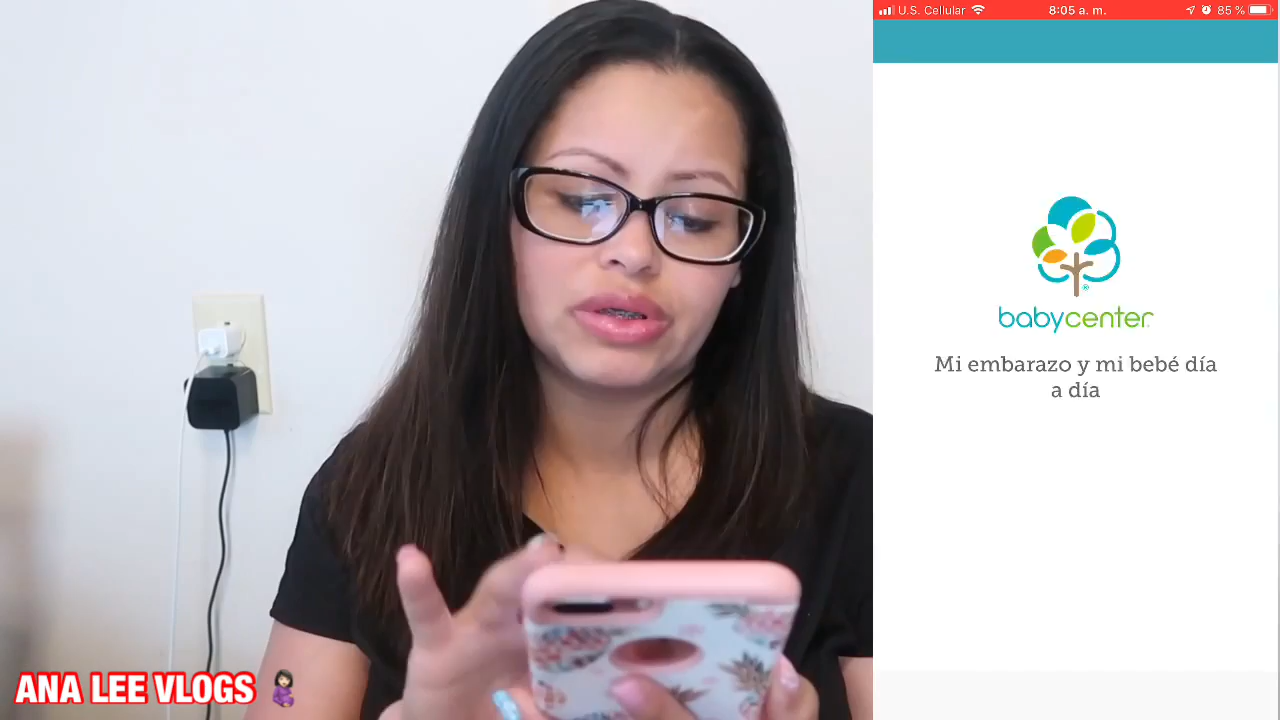 U.S. Cellular 8:05 a. m. 85 %
babycenter
Mi embarazo y mi bebé día
a día
ANA LEE VLOGS